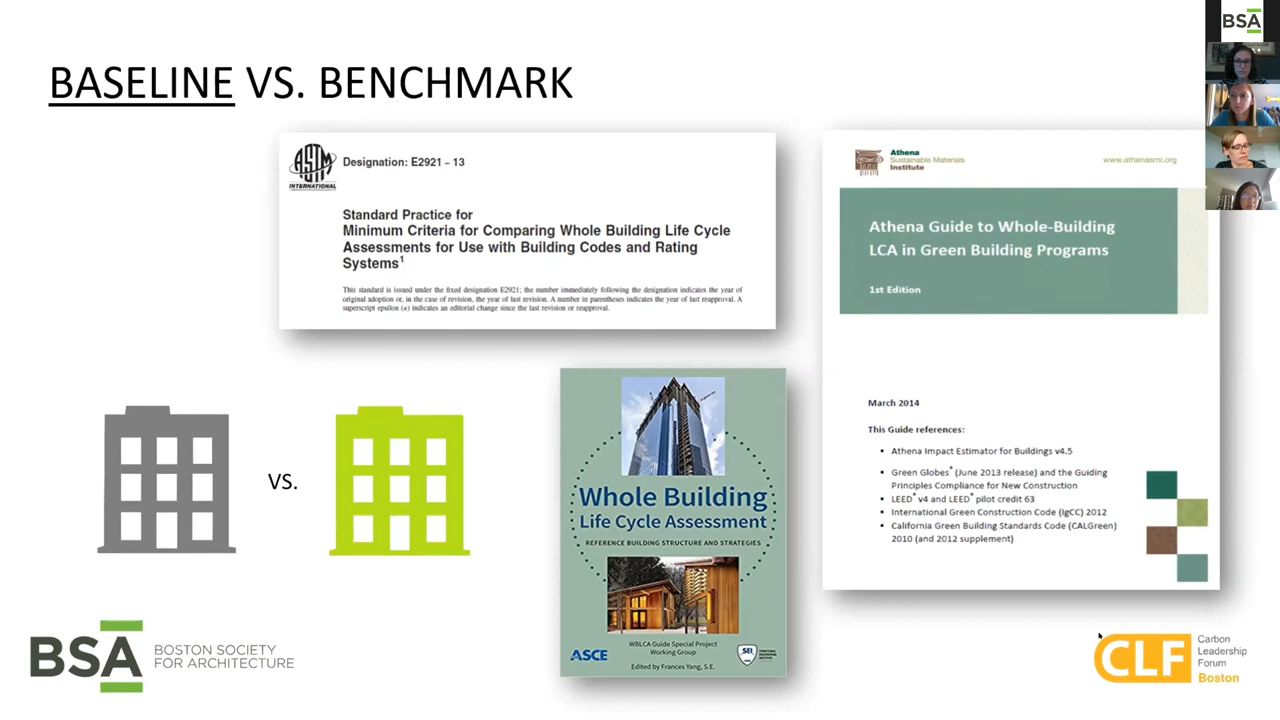 BASELINE VS. BENCHMARK
ASTM
INTERNATIONAL
Designation: E2921 – 13
Standard Practice for
Minimum Criteria for Comparing Whole Building Life Cycle
Assessments for Use with Building Codes and Rating
Systems1
This standard is issued under the fixed designation E2921; the number immediately following the designation indicates the year of
original adoption or, in the case of revision, the year of last revision. A number in parentheses indicates the year of last reapproval. A
superscript epsilon (ε) indicates an editorial change since the last revision or reapproval.
Athena
Sustainable Materials
Institute
www.athenasmi.org
Athena Guide to Whole-Building
LCA in Green Building Programs
1st Edition
March 2014
This Guide references:
• Athena Impact Estimator for Buildings v4.5
• Green Globes® (June 2013 release) and the Guiding
Principles Compliance for New Construction
• LEED® v4 and LEED® pilot credit 63
• International Green Construction Code (IgCC) 2012
• California Green Building Standards Code (CALGreen)
2010 (and 2012 supplement)
VS.
Whole Building
Life Cycle Assessment
REFERENCE BUILDING STRUCTURE AND STRATEGIES
WBLCA Guide Special Project
Working Group
ASCE
SEI
Edited by Frances Yang, S.E.
BSA
BOSTON SOCIETY
FOR ARCHITECTURE
CLF
Carbon
Leadership
Forum
Boston
BSA